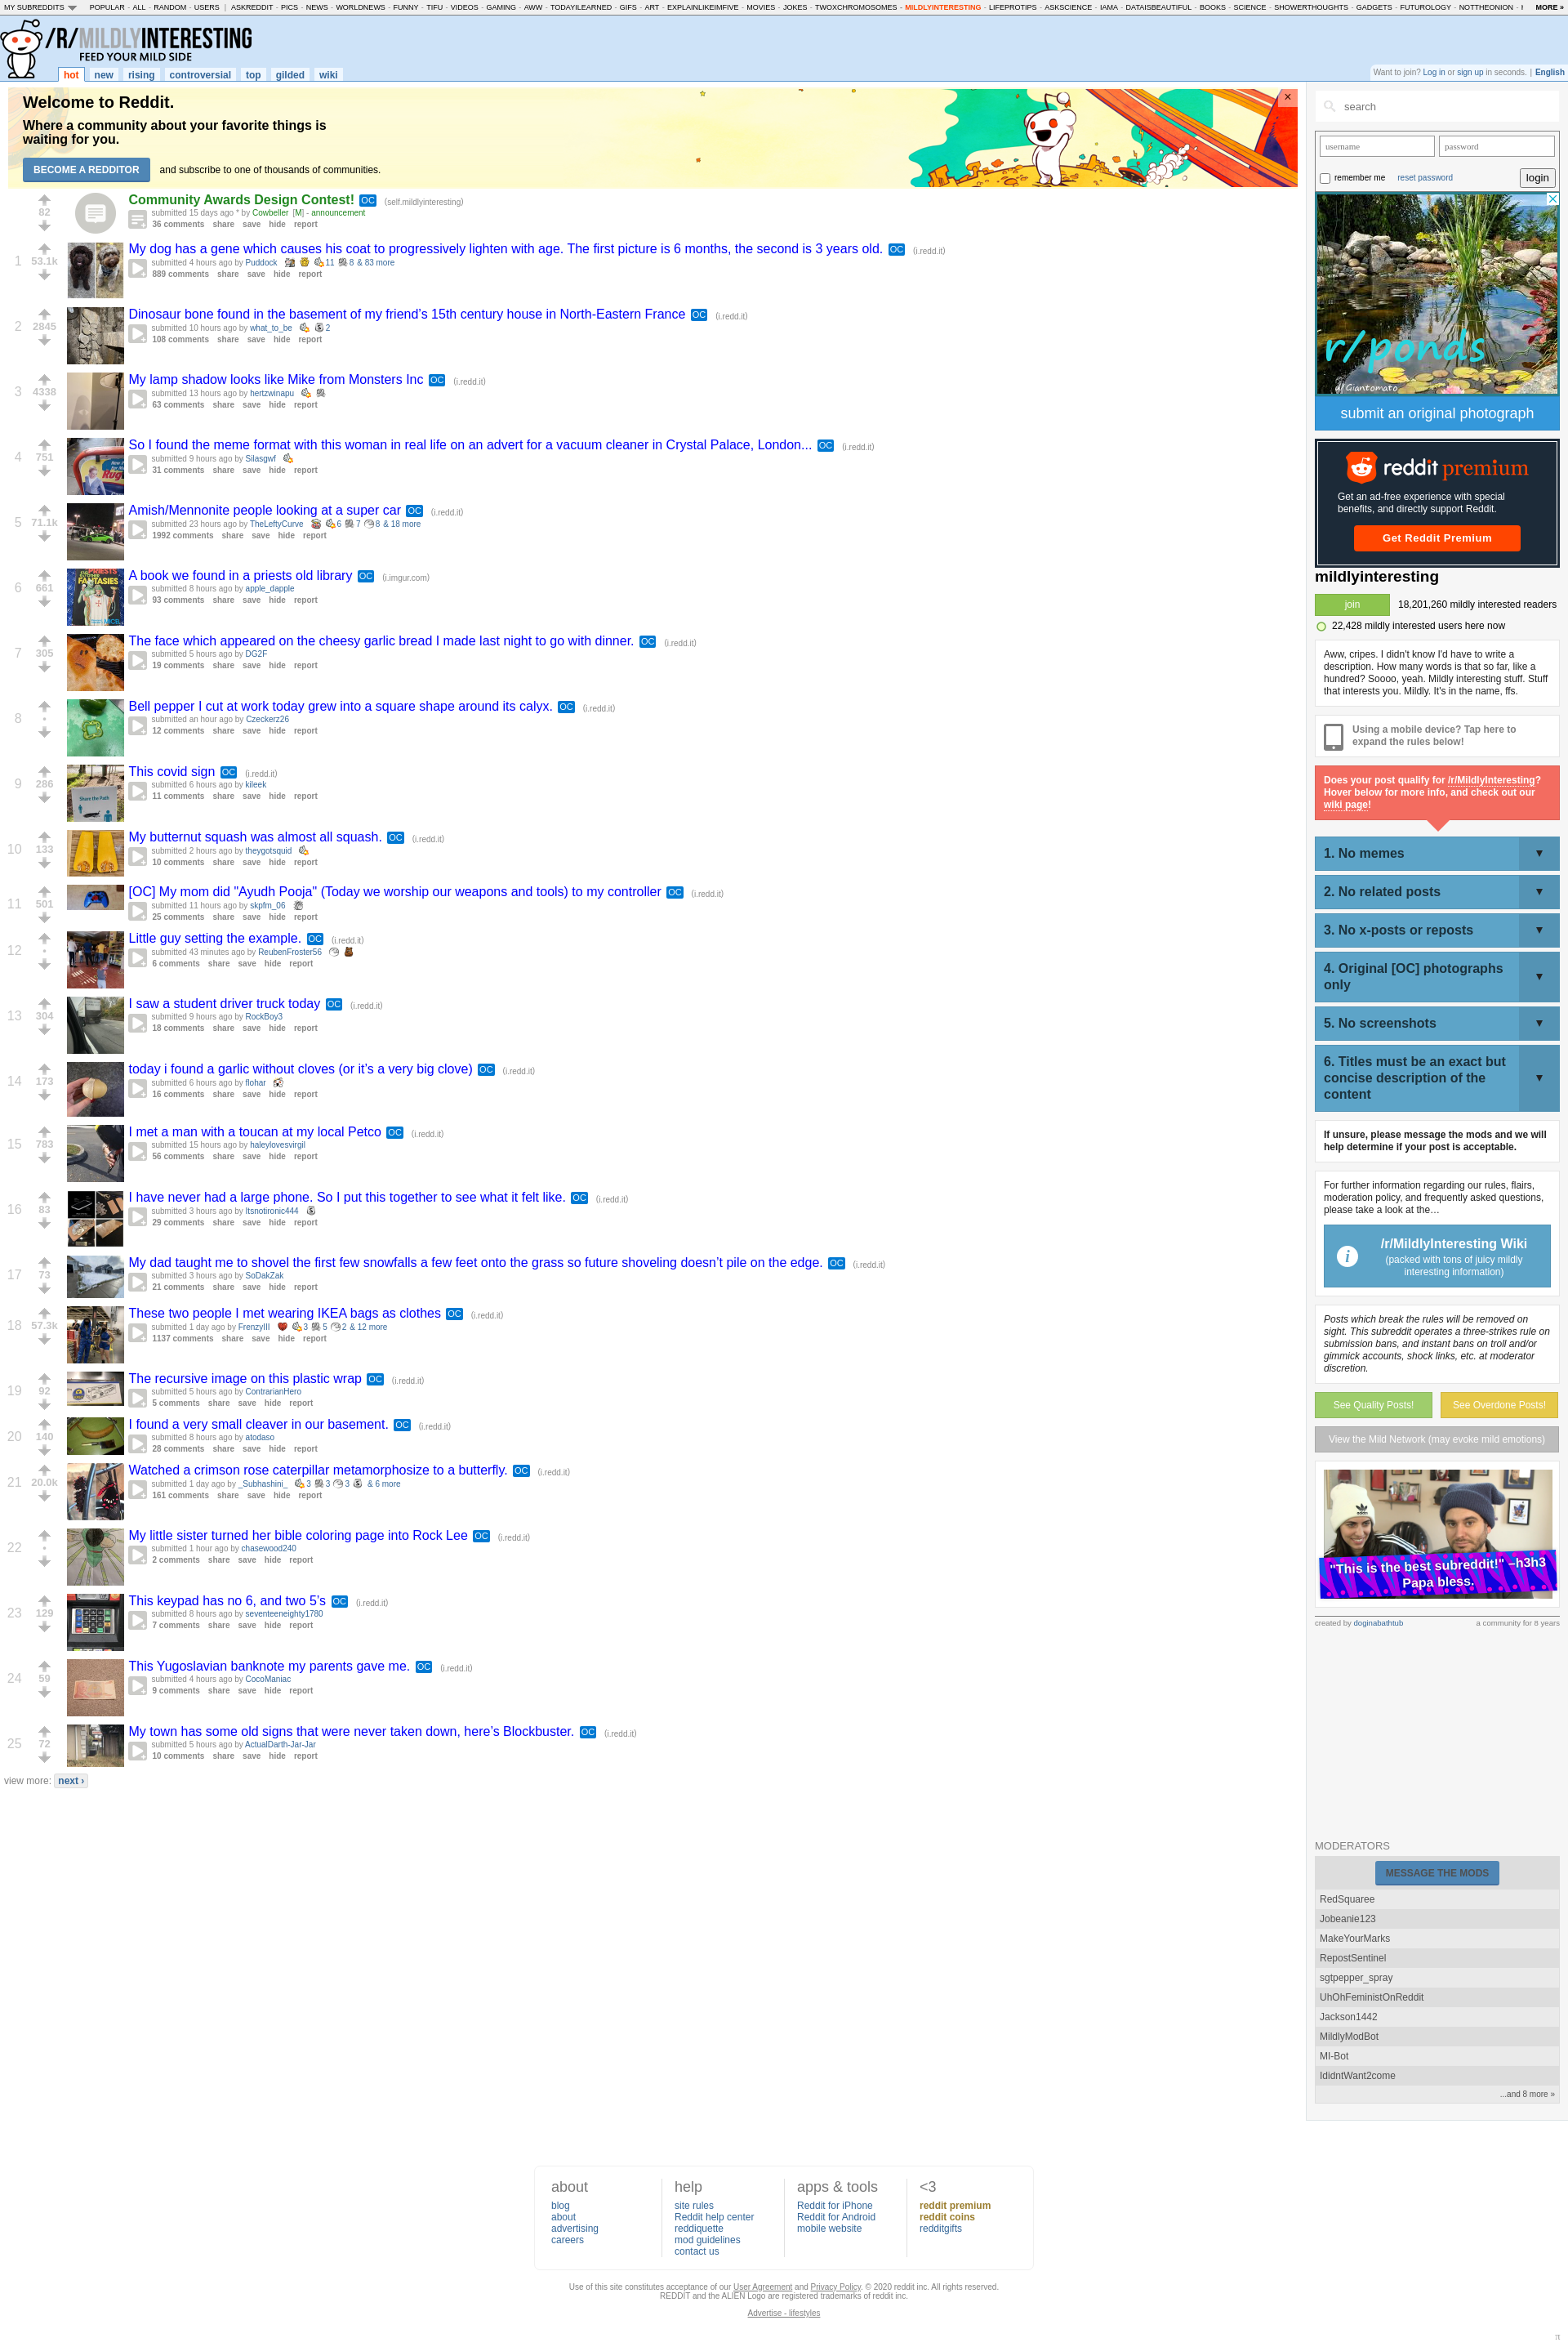 MY SUBREDDITS POPULAR - ALL - RANDOM - USERS | ASKREDDIT - PICS - NEWS - WORLDNEWS - FUNNY - TIFU - VIDEOS - GAMING - AWW - TODAYILEARNED - GIFS - ART - EXPLAINLIKEIMFIVE - MOVIES - JOKES - TWOXCHROMOSOMES - MILDLYINTERESTING - LIFEPROTIPS - ASKSCIENCE - IAMA - DATAISBEAUTIFUL - BOOKS - SCIENCE - SHOWERTHOUGHTS - GADGETS - FUTUROLOGY - NOTTHEONION - MORE »
/R/MILDLYINTERESTING
FEED YOUR MILD SIDE
hot new rising controversial top gilded wiki
Want to join? Log in or sign up in seconds. | English
Welcome to Reddit.
Where a community about your favorite things is
waiting for you.
BECOME A REDDITOR and subscribe to one of thousands of communities.
×
82
Community Awards Design Contest! OC (self.mildlyinteresting)
submitted 15 days ago * by Cowbeller [M] - announcement
36 comments share save hide report
1 53.1k
My dog has a gene which causes his coat to progressively lighten with age. The first picture is 6 months, the second is 3 years old. OC (i.redd.it)
submitted 4 hours ago by Puddock 11 8 & 83 more
889 comments share save hide report
2 2845
Dinosaur bone found in the basement of my friend's 15th century house in North-Eastern France OC (i.redd.it)
submitted 10 hours ago by what_to_be 2
108 comments share save hide report
3 4338
My lamp shadow looks like Mike from Monsters Inc OC (i.redd.it)
submitted 13 hours ago by hertzwinapu
63 comments share save hide report
4 751
So I found the meme format with this woman in real life on an advert for a vacuum cleaner in Crystal Palace, London... OC (i.redd.it)
submitted 9 hours ago by Silasgwf
31 comments share save hide report
5 71.1k
Amish/Mennonite people looking at a super car OC (i.redd.it)
submitted 23 hours ago by TheLeftyCurve 6 7 8 & 18 more
1992 comments share save hide report
6 661
PRIESTS
FANTASIES
A book we found in a priests old library OC (i.imgur.com)
submitted 8 hours ago by apple_dapple
93 comments share save hide report
7 305
The face which appeared on the cheesy garlic bread I made last night to go with dinner. OC (i.redd.it)
submitted 5 hours ago by DG2F
19 comments share save hide report
8 •
Bell pepper I cut at work today grew into a square shape around its calyx. OC (i.redd.it)
submitted an hour ago by Czeckerz26
12 comments share save hide report
9 286
Share the Path
This covid sign OC (i.redd.it)
submitted 6 hours ago by kileek
11 comments share save hide report
10 133
My butternut squash was almost all squash. OC (i.redd.it)
submitted 2 hours ago by theygotsquid
10 comments share save hide report
11 501
[OC] My mom did "Ayudh Pooja" (Today we worship our weapons and tools) to my controller OC (i.redd.it)
submitted 11 hours ago by skpfm_06
25 comments share save hide report
12 •
Little guy setting the example. OC (i.redd.it)
submitted 43 minutes ago by ReubenFroster56
6 comments share save hide report
13 304
I saw a student driver truck today OC (i.redd.it)
submitted 9 hours ago by RockBoy3
18 comments share save hide report
14 173
today i found a garlic without cloves (or it's a very big clove) OC (i.redd.it)
submitted 6 hours ago by flohar
16 comments share save hide report
15 783
I met a man with a toucan at my local Petco OC (i.redd.it)
submitted 15 hours ago by haleylovesvirgil
56 comments share save hide report
16 83
I have never had a large phone. So I put this together to see what it felt like. OC (i.redd.it)
submitted 3 hours ago by Itsnotironic444
29 comments share save hide report
17 73
My dad taught me to shovel the first few snowfalls a few feet onto the grass so future shoveling doesn't pile on the edge. OC (i.redd.it)
submitted 3 hours ago by SoDakZak
21 comments share save hide report
18 57.3k
These two people I met wearing IKEA bags as clothes OC (i.redd.it)
submitted 1 day ago by FrenzyIII 3 5 2 & 12 more
1137 comments share save hide report
19 92
The recursive image on this plastic wrap OC (i.redd.it)
submitted 5 hours ago by ContrarianHero
5 comments share save hide report
20 140
I found a very small cleaver in our basement. OC (i.redd.it)
submitted 8 hours ago by atodaso
28 comments share save hide report
21 20.0k
Watched a crimson rose caterpillar metamorphosize to a butterfly. OC (i.redd.it)
submitted 1 day ago by _Subhashini_ 3 3 3 & 6 more
161 comments share save hide report
22 •
My little sister turned her bible coloring page into Rock Lee OC (i.redd.it)
submitted 1 hour ago by chasewood240
2 comments share save hide report
23 129
This keypad has no 6, and two 5's OC (i.redd.it)
submitted 8 hours ago by seventeeneighty1780
7 comments share save hide report
24 59
This Yugoslavian banknote my parents gave me. OC (i.redd.it)
submitted 4 hours ago by CocoManiac
9 comments share save hide report
25 72
My town has some old signs that were never taken down, here's Blockbuster. OC (i.redd.it)
submitted 5 hours ago by ActualDarth-Jar-Jar
10 comments share save hide report
view more: next ›
search
username password
remember me reset password login
r/ponds
u/Giantomato
submit an original photograph
reddit premium
Get an ad-free experience with special
benefits, and directly support Reddit.
Get Reddit Premium
mildlyinteresting
join 18,201,260 mildly interested readers
22,428 mildly interested users here now
Aww, cripes. I didn't know I'd have to write a
description. How many words is that so far, like a
hundred? Soooo, yeah. Mildly interesting stuff. Stuff
that interests you. Mildly. It's in the name, ffs.
Using a mobile device? Tap here to
expand the rules below!
Does your post qualify for /r/MildlyInteresting?
Hover below for more info, and check out our
wiki page!
1. No memes ▼
2. No related posts ▼
3. No x-posts or reposts ▼
4. Original [OC] photographs
only ▼
5. No screenshots ▼
6. Titles must be an exact but
concise description of the ▼
content
If unsure, please message the mods and we will
help determine if your post is acceptable.
For further information regarding our rules, flairs,
moderation policy, and frequently asked questions,
please take a look at the…
i
/r/MildlyInteresting Wiki
(packed with tons of juicy mildly
interesting information)
Posts which break the rules will be removed on
sight. This subreddit operates a three-strikes rule on
submission bans, and instant bans on troll and/or
gimmick accounts, shock links, etc. at moderator
discretion.
See Quality Posts! See Overdone Posts!
View the Mild Network (may evoke mild emotions)
"This is the best subreddit!" –h3h3
Papa bless.
created by doginabathtub a community for 8 years
MODERATORS
MESSAGE THE MODS
RedSquaree
Jobeanie123
MakeYourMarks
RepostSentinel
sgtpepper_spray
UhOhFeministOnReddit
Jackson1442
MildlyModBot
MI-Bot
IdidntWant2come
...and 8 more »
about
blog
about
advertising
careers
help
site rules
Reddit help center
reddiquette
mod guidelines
contact us
apps & tools
Reddit for iPhone
Reddit for Android
mobile website
<3
reddit premium
reddit coins
redditgifts
Use of this site constitutes acceptance of our User Agreement and Privacy Policy. © 2020 reddit inc. All rights reserved.
REDDIT and the ALIEN Logo are registered trademarks of reddit inc.
Advertise - lifestyles
π